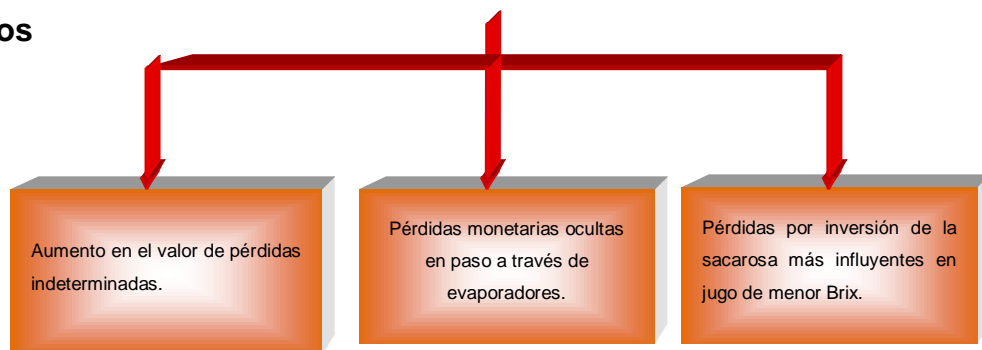 os
Aumento en el valor de pérdidas
indeterminadas.
Pérdidas monetarias ocultas
en paso a través de
evaporadores.
Pérdidas por inversión de la
sacarosa más influyentes en
jugo de menor Brix.